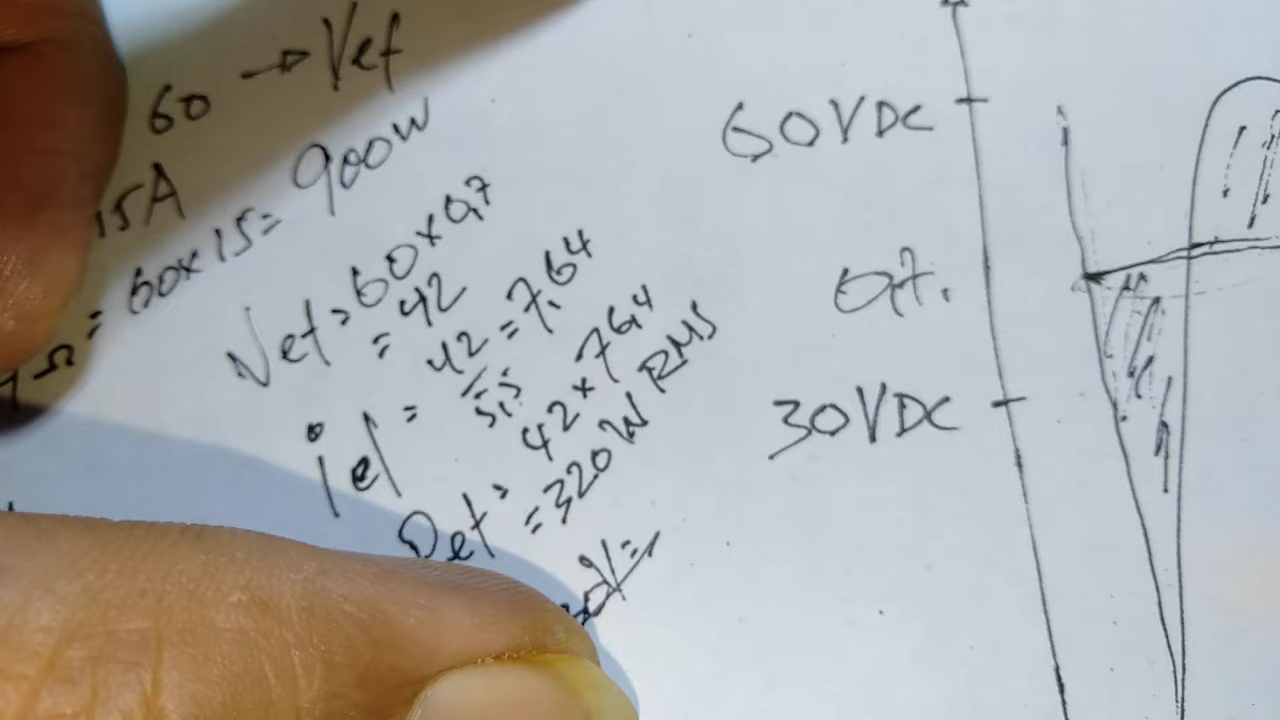 60 → Vef
15A
= 60x15= 900W
Vef = 60x0,7
= 42
ief = 42/5,5 = 7,64
Pef = 42x7,64
= 320W RMS
60VDC
30VDC